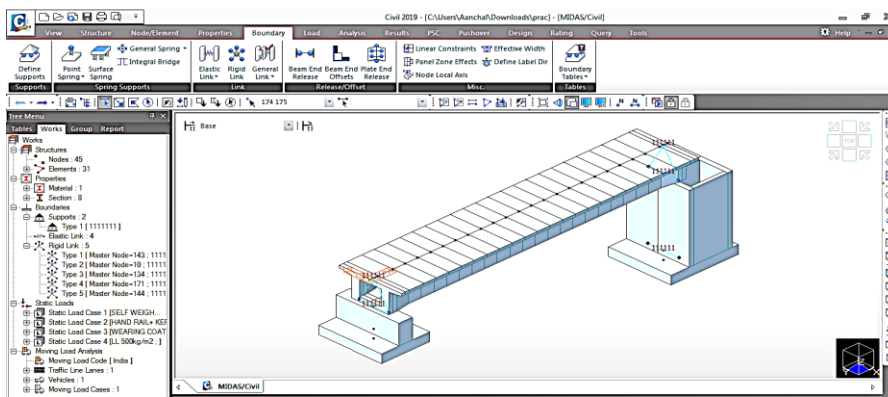 Civil 2019 - [C:\Users\Aanchal\Downloads\prac] - [MIDAS/Civil]
View Structure Node/Element Properties Boundary Load Analysis Results PSC Pushover Design Rating Query Tools Help
Define Supports
Point Spring
Surface Spring
General Spring
Integral Bridge
Elastic Link
Rigid Link
General Link
Beam End Release
Beam End Offsets
Plate End Release
Linear Constraints
Effective Width
Panel Zone Effects
Define Label Dir
Node Local Axis
Boundary Tables
Supports Spring Supports Link Release/Offset Misc. Tables
174 175
Tree Menu
Tables Works Group Report
Base
TOP
Works
Structures
Nodes : 45
Elements : 31
Properties
Material : 1
Section : 8
Boundaries
Supports : 2
Type 1 [ 1111111 ]
Elastic Link : 4
Rigid Link : 5
Type 1 [ Master Node=143 ; 1111
Type 2 [ Master Node=10 ; 1111
Type 3 [ Master Node=134 ; 1111
Type 4 [ Master Node=171 ; 1111
Type 5 [ Master Node=144 ; 1111
Static Loads
Static Load Case 1 [SELF WEIGH...
Static Load Case 2 [HAND RAIL+ KEF
Static Load Case 3 [WEARING COAT
Static Load Case 4 [LL 500kg/m2 ; ]
Moving Load Analysis
Moving Load Code [ India ]
Traffic Line Lanes : 1
Vehicles : 1
Moving Load Cases : 1
111111
111111
111111
111111
111111
MIDAS/Civil